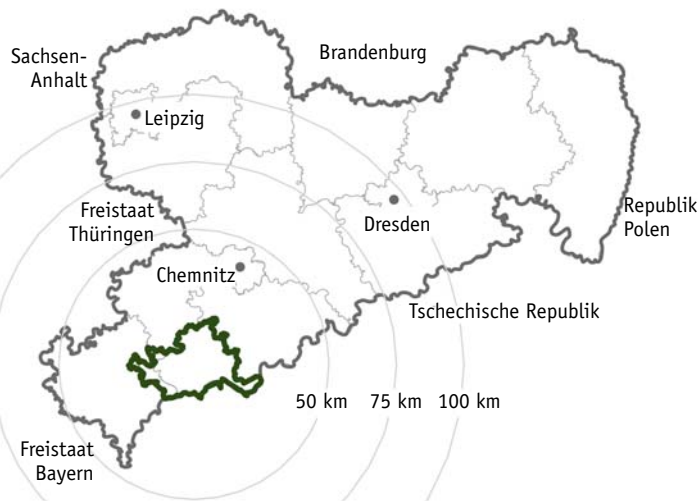 Sachsen-
Anhalt
Brandenburg
Leipzig
Freistaat
Thüringen
Dresden
Republik
Polen
Chemnitz
Tschechische Republik
50 km
75 km
100 km
Freistaat
Bayern